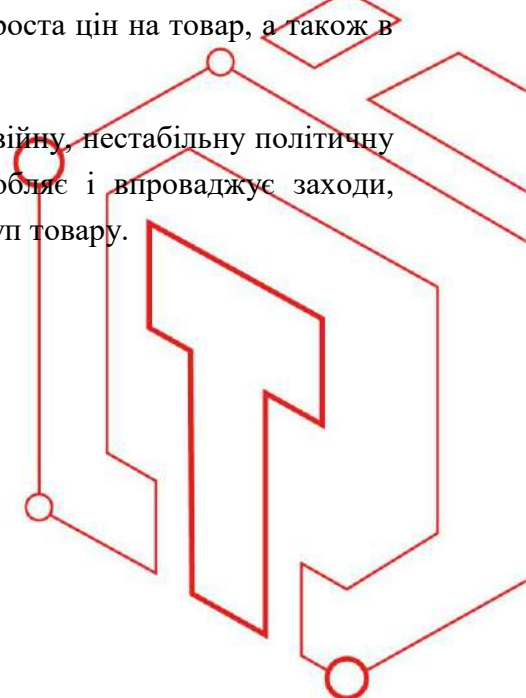 роста цін на товар, а також в
війну, нестабільну політичну
обляє і впроваджує заходи,
уп товару.